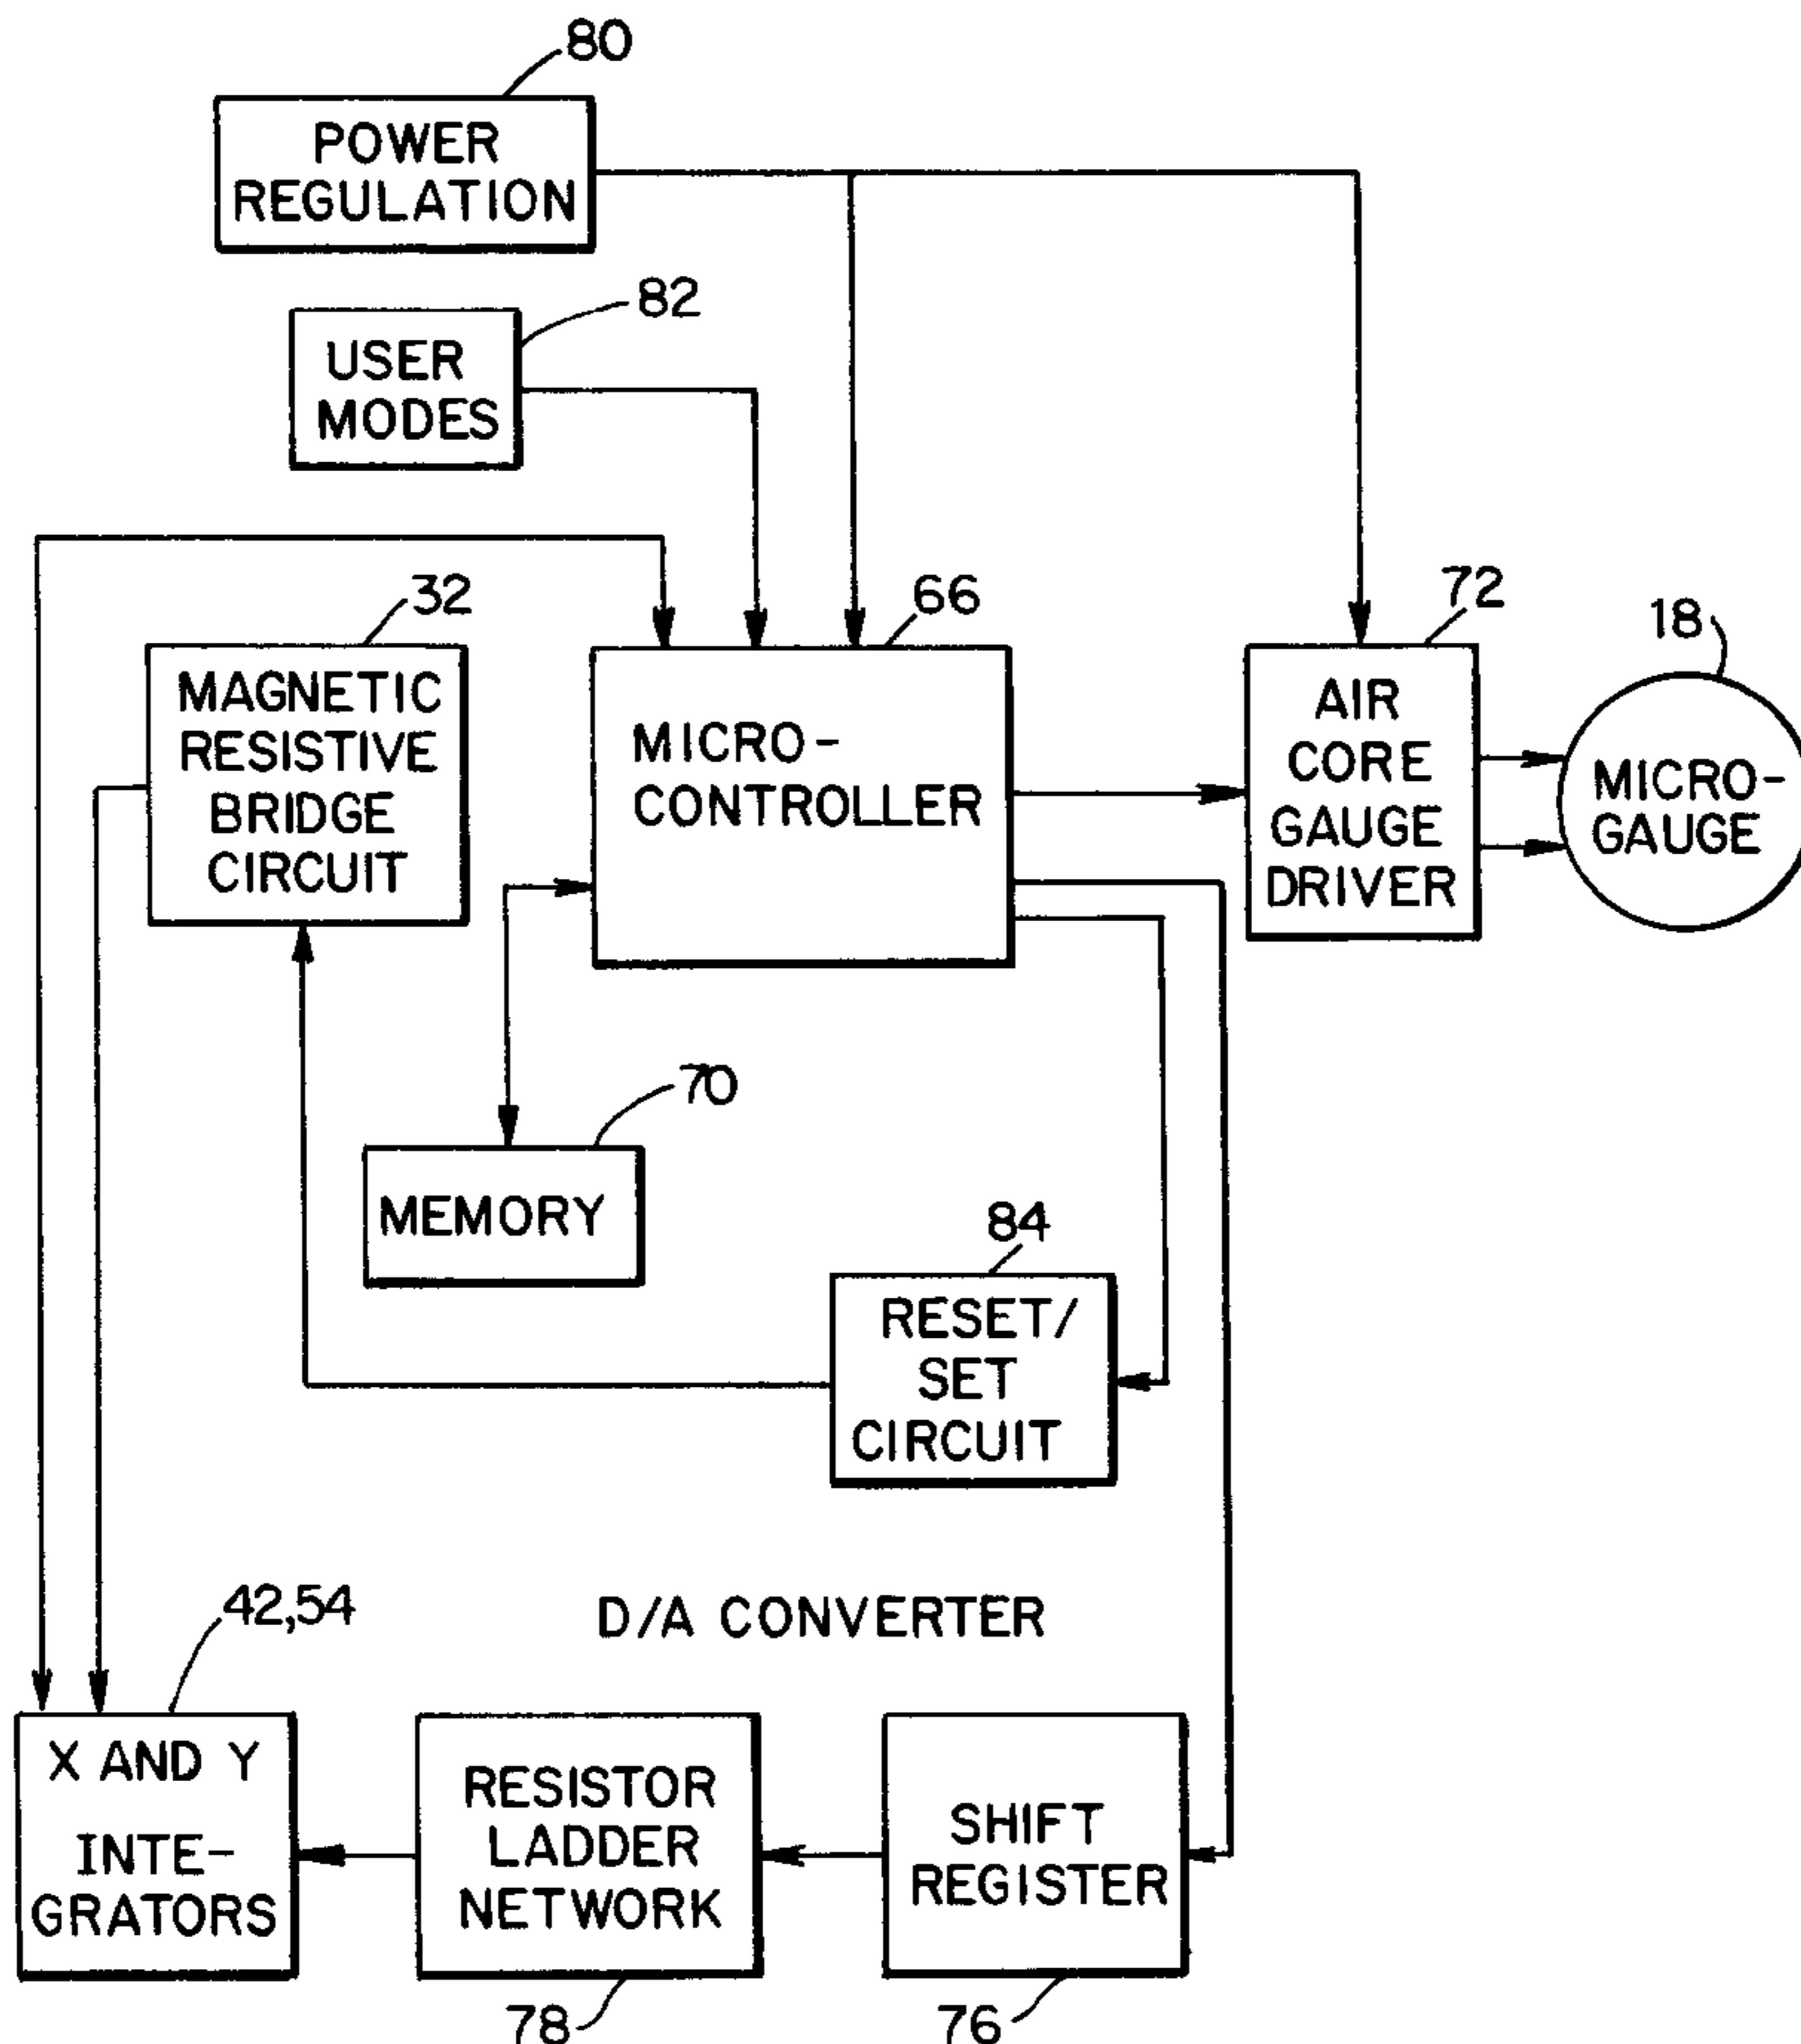 80
POWER
REGULATION
82
USER
MODES
32
66
72
18
MAGNETIC
RESISTIVE
BRIDGE
CIRCUIT
MICRO-
CONTROLLER
AIR
CORE
GAUGE
DRIVER
MICRO-
GAUGE
70
MEMORY
84
RESET/
SET
CIRCUIT
42,54
D/A CONVERTER
X AND Y
INTE-
GRATORS
RESISTOR
LADDER
NETWORK
SHIFT
REGISTER
78
76